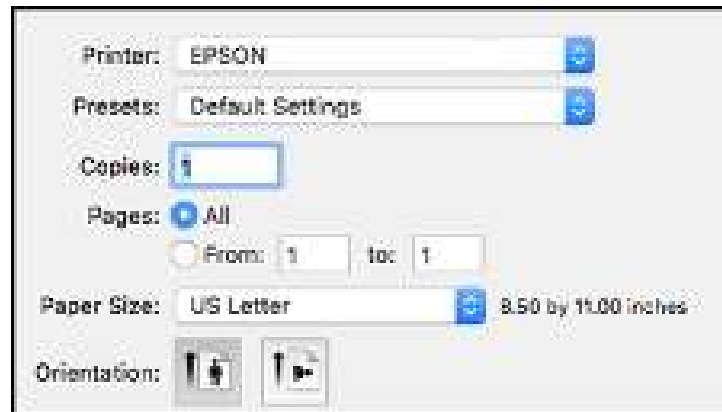 Printer: EPSON
Presets: Default Settings
Copies: 1
Pages: All
From: 1 to: 1
Paper Size: US Letter 8.50 by 11.00 inches
Orientation: